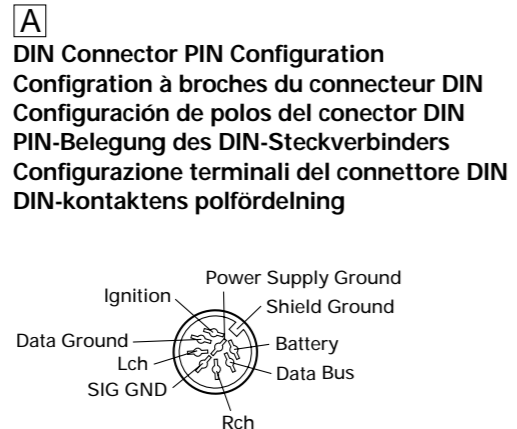 A
DIN Connector PIN Configuration
Configration à broches du connecteur DIN
Configuración de polos del conector DIN
PIN-Belegung des DIN-Steckverbinders
Configurazione terminali del connettore DIN
DIN-kontaktens polfördelning
Power Supply Ground
Ignition
Shield Ground
Data Ground
Battery
Lch
Data Bus
SIG GND
Rch